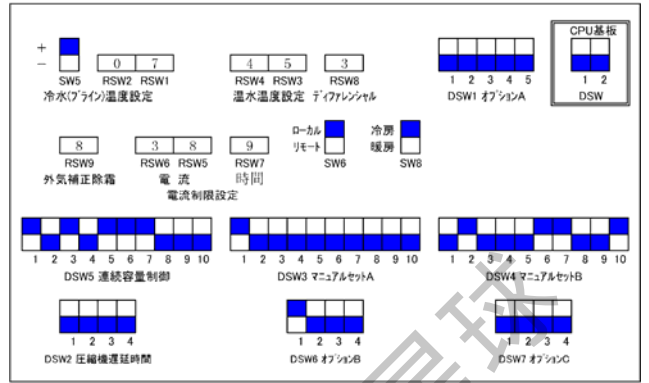 CPU基板
+
−
0 7
4 5
3
SW5
RSW2 RSW1
RSW4 RSW3
RSW8
1 2 3 4 5
1 2
冷水(ブライン)温度設定
温水温度設定
ディファレンシャル
DSW1 オプションA
DSW
8
3 8
9
ローカル
リモート
冷房
暖房
RSW9
RSW6 RSW5
RSW7
SW6
SW8
外気補正除霜
電 流
時間
電流制限設定
1 2 3 4 5 6 7 8 9 10
1 2 3 4 5 6 7 8 9 10
1 2 3 4 5 6 7 8 9 10
DSW5 連続容量制御
DSW3 マニュアルセットA
DSW4 マニュアルセットB
1 2 3 4
1 2 3 4
1 2 3 4
DSW2 圧縮機遅延時間
DSW6 オプションB
DSW7 オプションC
星球